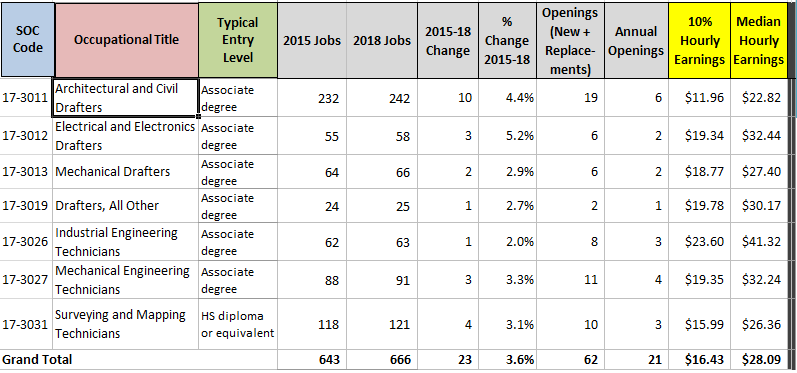 SOC Code | Occupational Title | Typical Entry Level | 2015 Jobs | 2018 Jobs | 2015-18 Change | % Change 2015-18 | Openings (New + Replace-ments) | Annual Openings | 10% Hourly Earnings | Median Hourly Earnings
17-3011 | Architectural and Civil Drafters | Associate degree | 232 | 242 | 10 | 4.4% | 19 | 6 | $11.96 | $22.82
17-3012 | Electrical and Electronics Drafters | Associate degree | 55 | 58 | 3 | 5.2% | 6 | 2 | $19.34 | $32.44
17-3013 | Mechanical Drafters | Associate degree | 64 | 66 | 2 | 2.9% | 6 | 2 | $18.77 | $27.40
17-3019 | Drafters, All Other | Associate degree | 24 | 25 | 1 | 2.7% | 2 | 1 | $19.78 | $30.17
17-3026 | Industrial Engineering Technicians | Associate degree | 62 | 63 | 1 | 2.0% | 8 | 3 | $23.60 | $41.32
17-3027 | Mechanical Engineering Technicians | Associate degree | 88 | 91 | 3 | 3.3% | 11 | 4 | $19.35 | $32.24
17-3031 | Surveying and Mapping Technicians | HS diploma or equivalent | 118 | 121 | 4 | 3.1% | 10 | 3 | $15.99 | $26.36
Grand Total | 643 | 666 | 23 | 3.6% | 62 | 21 | $16.43 | $28.09